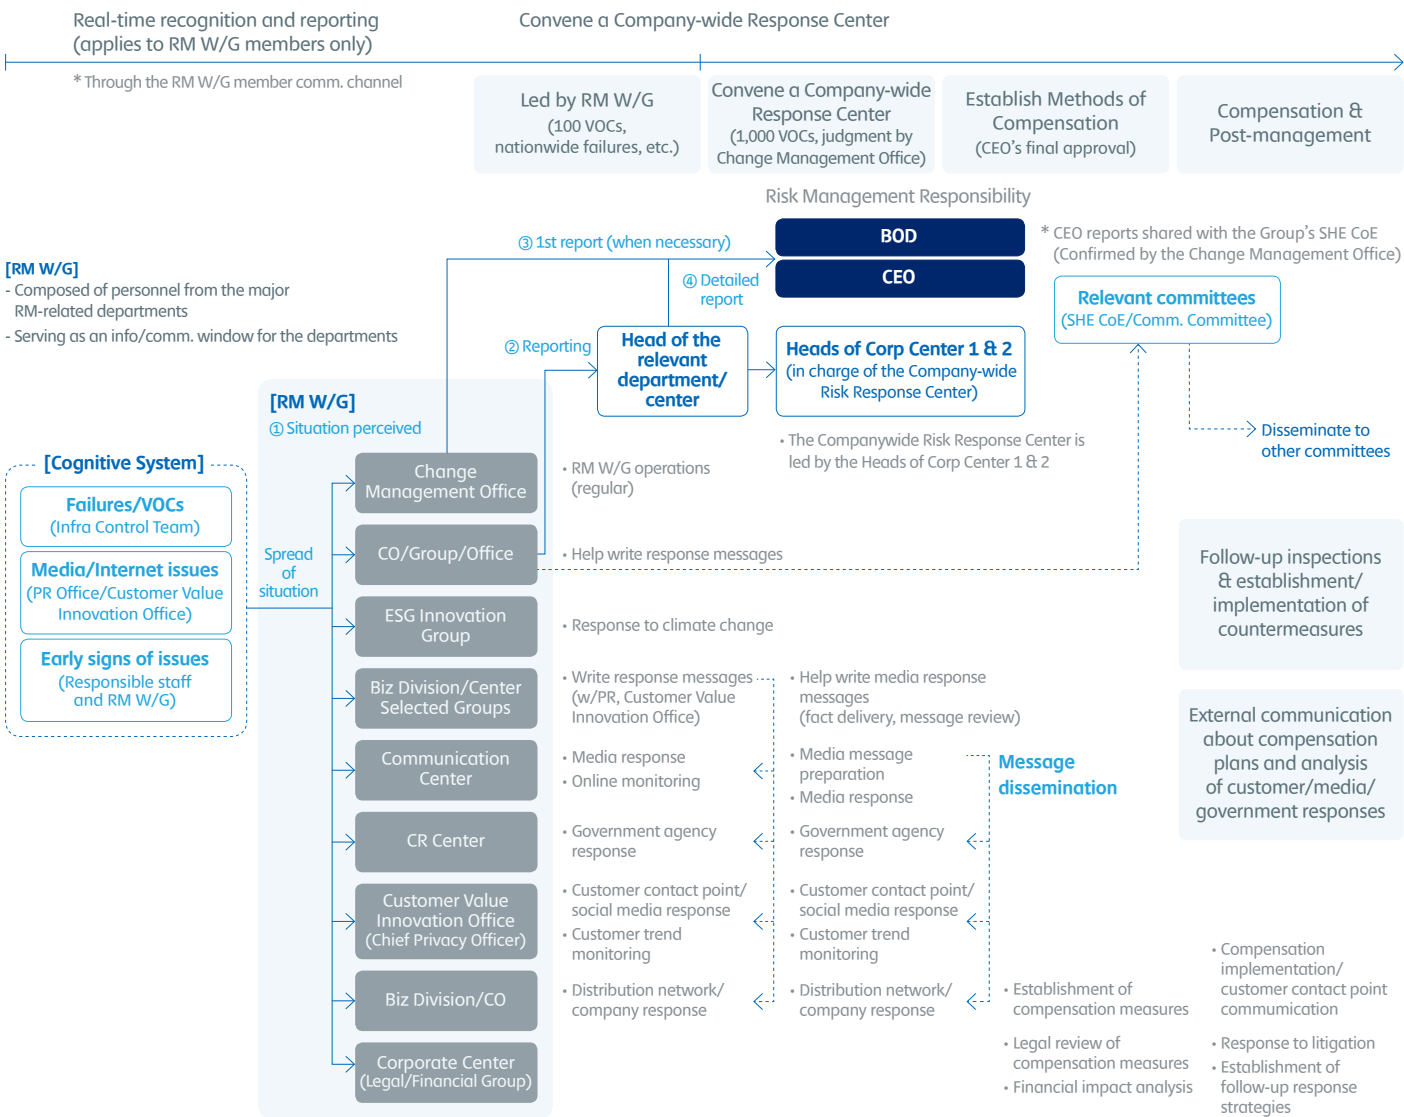 Real-time recognition and reporting
(applies to RM W/G members only)
Convene a Company-wide Response Center
* Through the RM W/G member comm. channel
Led by RM W/G
(100 VOCs,
nationwide failures, etc.)
Convene a Company-wide
Response Center
(1,000 VOCs, judgment by
Change Management Office)
Establish Methods of
Compensation
(CEO's final approval)
Compensation &
Post-management
Risk Management Responsibility
③ 1st report (when necessary)
BOD
CEO
* CEO reports shared with the Group's SHE CoE
(Confirmed by the Change Management Office)
[RM W/G]
- Composed of personnel from the major
RM-related departments
- Serving as an info/comm. window for the departments
④ Detailed
report
Relevant committees
(SHE CoE/Comm. Committee)
② Reporting
Head of the
relevant
department/
center
Heads of Corp Center 1 & 2
(in charge of the Company-wide
Risk Response Center)
[RM W/G]
① Situation perceived
• The Companywide Risk Response Center is
led by the Heads of Corp Center 1 & 2
Disseminate to
other committees
[Cognitive System]
Failures/VOCs
(Infra Control Team)
Media/Internet issues
(PR Office/Customer Value
Innovation Office)
Early signs of issues
(Responsible staff
and RM W/G)
Spread
of
situation
Change
Management Office
• RM W/G operations
(regular)
CO/Group/Office
• Help write response messages
ESG Innovation
Group
• Response to climate change
Biz Division/Center
Selected Groups
• Write response messages
(w/PR, Customer Value
Innovation Office)
• Help write media response
messages
(fact delivery, message review)
Communication
Center
• Media response
• Online monitoring
• Media message
preparation
• Media response
Message
dissemination
CR Center
• Government agency
response
• Government agency
response
Customer Value
Innovation Office
(Chief Privacy Officer)
• Customer contact point/
social media response
• Customer trend
monitoring
• Customer contact point/
social media response
• Customer trend
monitoring
Biz Division/CO
• Distribution network/
company response
• Distribution network/
company response
• Establishment of
compensation measures
• Compensation
implementation/
customer contact point
commumication
Corporate Center
(Legal/Financial Group)
• Legal review of
compensation measures
• Financial impact analysis
• Response to litigation
• Establishment of
follow-up response
strategies
Follow-up inspections
& establishment/
implementation of
countermeasures
External communication
about compensation
plans and analysis
of customer/media/
government responses